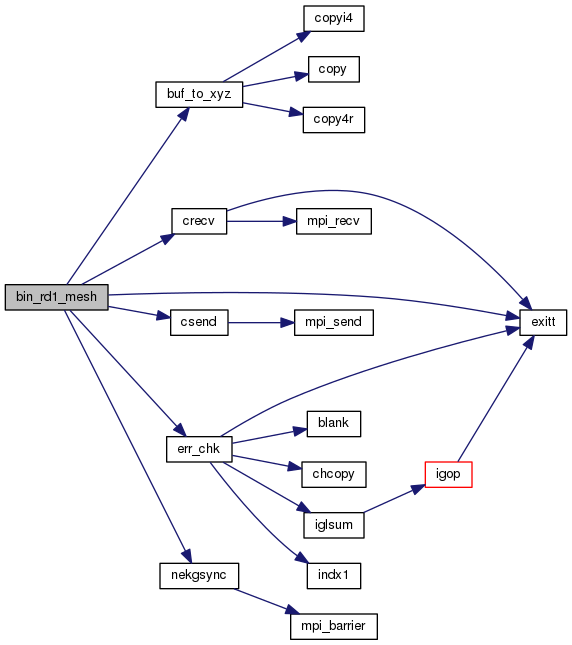 copyi4
copy
buf_to_xyz
copy4r
crecv
mpi_recv
bin_rd1_mesh
csend
mpi_send
exitt
blank
err_chk
chcopy
igop
iglsum
nekgsync
indx1
mpi_barrier